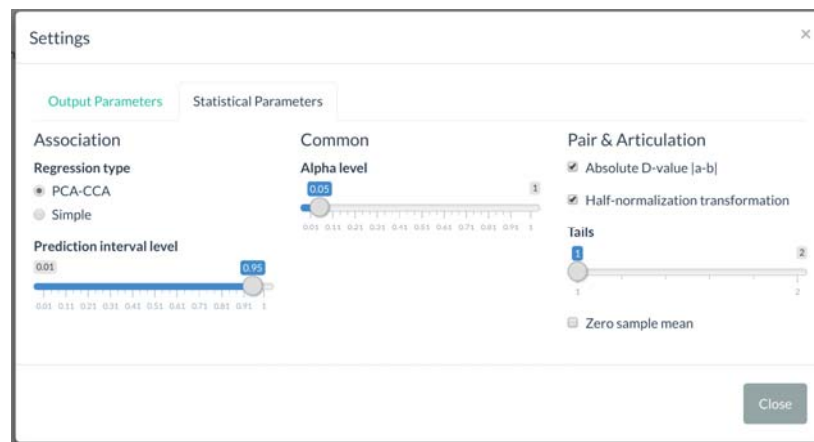 Settings
×
Output Parameters
Statistical Parameters
Association
Regression type
PCA-CCA
Simple
Prediction interval level
0.01
0.95
0.01 0.11 0.21 0.31 0.41 0.51 0.61 0.71 0.81 0.91 1
Common
Alpha level
0.05
1
0.01 0.11 0.21 0.31 0.41 0.51 0.61 0.71 0.81 0.91 1
Pair & Articulation
Absolute D-value |a-b|
Half-normalization transformation
Tails
1
2
1
2
Zero sample mean
Close